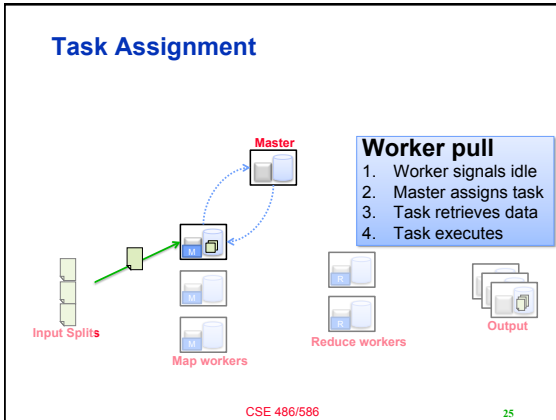 Task Assignment
Master
Worker pull
1. Worker signals idle
2. Master assigns task
3. Task retrieves data
4. Task executes
M
M
M
R
R
Input Splits
Map workers
Reduce workers
Output
CSE 486/586
25